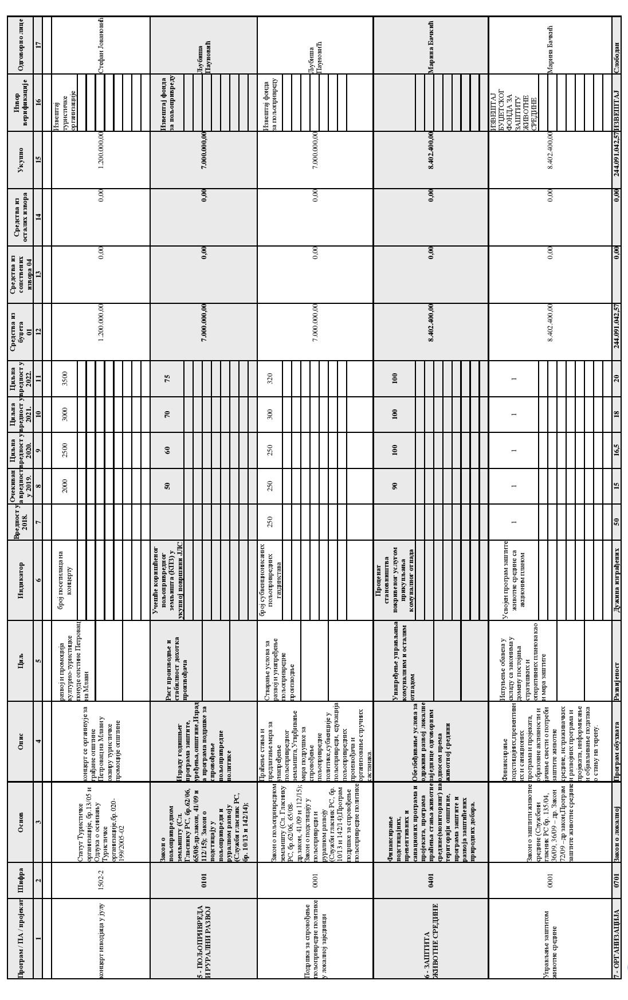 Програм / ПА / пројекат
Шифра
Основ
Опис
Циљ
Индикатор
Вредност у
2018.
Очекиван
а вредност
у 2019.
Циљна
вредност у
2020.
Циљна
вредност у
2021.
Циљна
вредност у
2022.
Средства из
буџета
01
Средства из
сопствених
извора 04
Средства из
осталих извора
Укупно
Извор
верификације
Одговорно лице
1
2
3
4
5
6
7
8
9
10
11
12
13
14
15
16
17
концерт изводјаца у јулу
1502-2
Статут Туристичке
организације, бр.13/05 и
Одлука о оснивању
Туристичке
организације,бр. 020-
199/2005-02
концерт се организује за
грађане општине
Петровац на Млави у
оквиру туристичке
промоције општине
развој и промоција
културно-туристицке
понуде опстине Петровац
на Млави
број посетилаца на
концерту
2000
2500
3000
3500
1.200.000,00
0,00
0,00
1.200.000,00
Извештај
туристичке
организације
Стефан Јовановић
5 - ПОЉОПРИВРЕДА
И РУРАЛНИ РАЗВОЈ
0101
Закон о
пољопривредном
земљишту (Сл.
Гласнику РС, бр.62/06,
65/08-др.закон, 41/09 и
112/15); Закон о
подстицају у
пољопривреди и
руралном развоју
(Служби гласник РС,
бр. 10/13 и 142/14);
Израду годишњег
програма заштите,
уређења,општине,Израд
а програма подршке за
спровођење
пољопривредне
политике
Раст производње и
стабилност дохотка
произвођача
Учешће коришћеног
пољопривредног
земљишта (КПЗ) у
укупној површини ЈЛС
50
60
70
75
7.000.000,00
0,00
0,00
7.000.000,00
Извештај фонда
за пољопривреду
Љубиша
Пауновић
Подршка за спровођење
пољопривредне политике
у локалној заједници
0001
Закон о пољопривредном
земљишту (Сл. Гласнику
РС, бр.62/06, 65/08-
др.закон, 41/09 и 112/15);
Закон о подстицају у
пољопривреди и
руралном развоју
(Служби гласник РС, бр.
10/13 и 142/14);Програм
подршке за спровођење
пољопривредне политике
Праћење стања и
предлагање мера за
унапређење
пољопривредног
земљишта,Утврђивање
мера подрушке за
спровођење
пољопривредне
политике,субвенције у
пољопривреди, едукација
пољопривредних
произвођача и
организовање стручних
састанака.
Стварање услова за
развој и унапређење
пољопривредне
производње
број субвенционисаних
пољопривредних
газдинстава
250
250
250
300
320
7.000.000,00
0,00
0,00
7.000.000,00
Извештај фонда
за пољопривреду
Љубиша
Пауновић
6 - ЗАШТИТА
ЖИВОТНЕ СРЕДИНЕ
0401
Финансирање
подстицајних,
превентивних и
санационих програма и
пројеката, програма
праћења стања животне
средине(мониторинг) на
територији општине,
програма заштите и
развоја заштићених
природних добара.
Обезбеђивање услова за
одрживи развој локалне
заједнице одговорним
односом према
животној средини
Унапређење управљања
комуналним и осталим
отпадом
Проценат
становништва
покривеног услугом
прикупљања
комуналног отпада
90
100
100
100
8.402.400,00
0,00
0,00
8.402.400,00
Марина Бачкић
Управљање заштитом
животне средине
0001
Закон о заштити животне
средине (Службени
гласник РС бр. 135/04,
36/09, 36/09 – др. Закон
72/09 –др закон,Програм
заштите животне средине
Финансирање
подстицајних,превентивн
их и санационих
програма и пројеката,
образовне активности и
јачање свести о потреби
заштите животне
средине, истраживачких
и развојних програма и
пројеката, информисање
и објављивање података
о стању на терену.
Испуњење обавеза у
складу са законима у
домену постојања
стратешких и
оперативних планова као
и мера заштите
Усвојен програм заштите
животне средине са
акционим планом
1
1
1
1
1
8.402.400,00
0,00
0,00
8.402.400,00
ИЗВЕШТАЈ
БУЏЕТСКОГ
ФОНДА ЗА
ЗАШТИТУ
ЖИВОТНЕ
СРЕДИНЕ
Марина Бачкић
7 - ОРГАНИЗАЦИЈА
0701
Закон о локалној
Програм обухвата
Развијеност
Дужина изграђених
50
15
16,5
18
20
244.091.042,57
0,00
0,00
244.091.042,57
ИЗВЕШТАЈ
Слободан